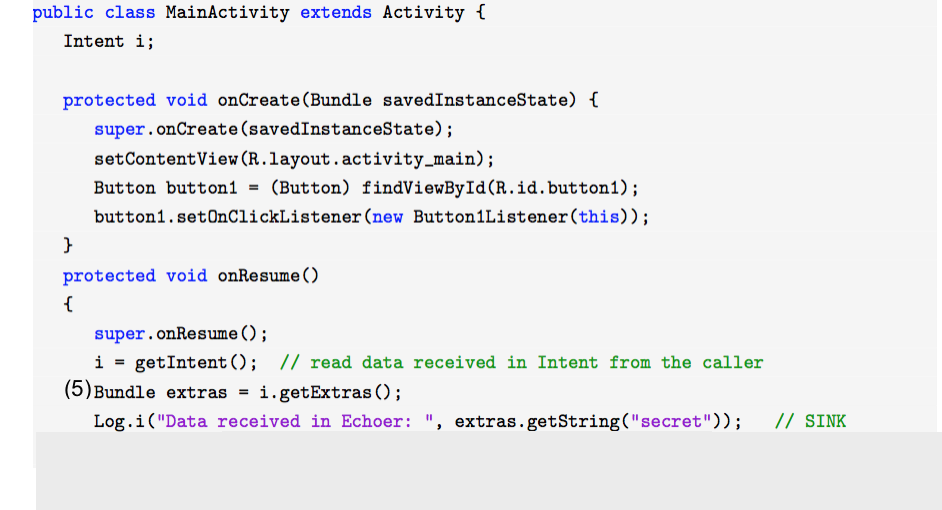 public class MainActivity extends Activity {
Intent i;
protected void onCreate(Bundle savedInstanceState) {
super.onCreate(savedInstanceState);
setContentView(R.layout.activity_main);
Button button1 = (Button) findViewById(R.id.button1);
button1.setOnClickListener(new Button1Listener(this));
}
protected void onResume()
{
super.onResume();
i = getIntent(); // read data received in Intent from the caller
(5)Bundle extras = i.getExtras();
Log.i("Data received in Echoer: ", extras.getString("secret")); // SINK